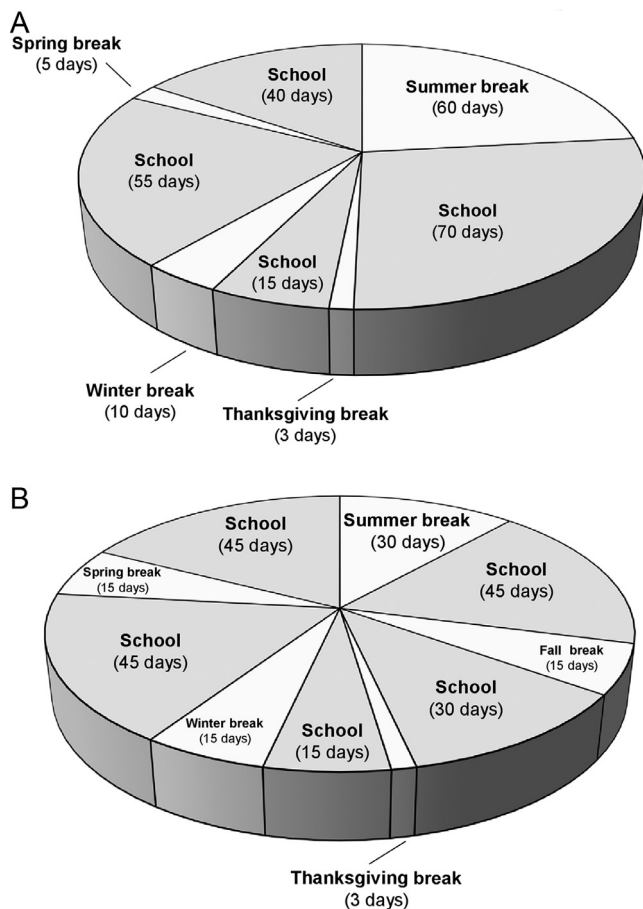 A
Spring break
(5 days)
School
(40 days)
Summer break
(60 days)
School
(55 days)
School
(70 days)
School
(15 days)
Winter break
(10 days)
Thanksgiving break
(3 days)
B
School
(45 days)
Summer break
(30 days)
Spring break
(15 days)
School
(45 days)
School
(45 days)
Fall break
(15 days)
School
(30 days)
Winter break
(15 days)
School
(15 days)
Thanksgiving break
(3 days)